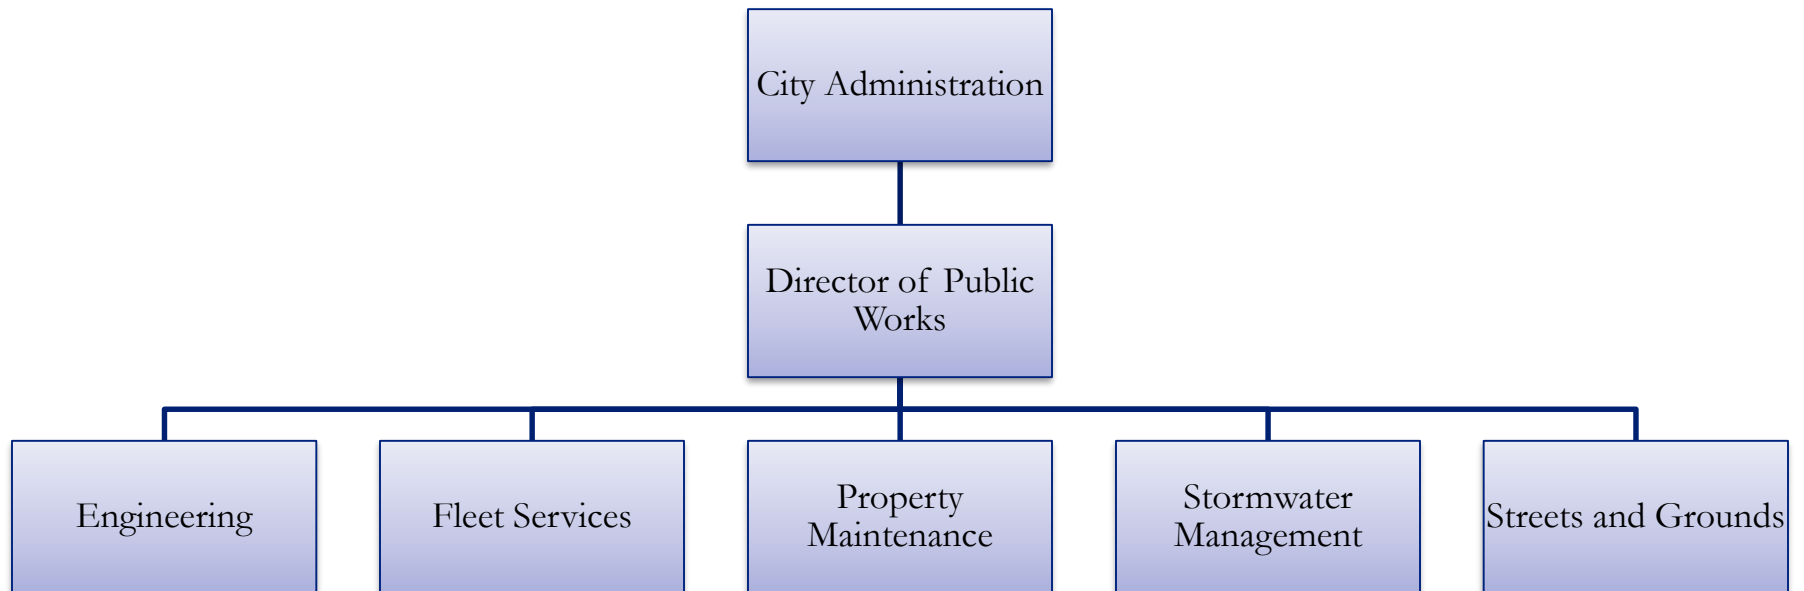 City Administration
Director of Public
Works
Engineering
Fleet Services
Property
Maintenance
Stormwater
Management
Streets and Grounds